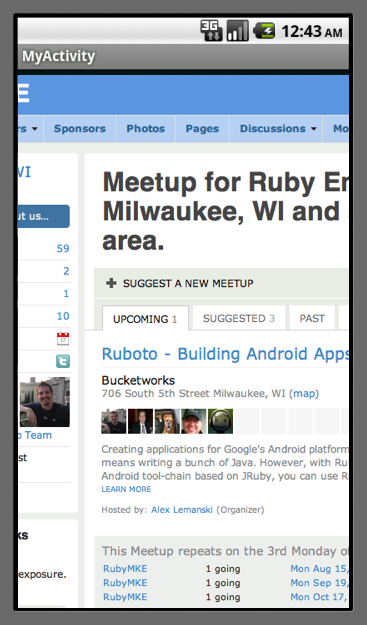 3G
12:43 AM
MyActivity
E
rs Sponsors Photos Pages Discussions Mo
WI
ut us...
59
2
1
10
17
Team
st
ks
exposure.
Meetup for Ruby En
Milwaukee, WI and
area.
SUGGEST A NEW MEETUP
UPCOMING 1 SUGGESTED 3 PAST
Ruboto - Building Android Apps
Bucketworks
706 South 5th Street Milwaukee, WI (map)
Creating applications for Google's Android platform
means writing a bunch of Java. However, with Ru
Android tool-chain based on JRuby, you can use R
LEARN MORE
Hosted by: Alex Lemanski (Organizer)
This Meetup repeats on the 3rd Monday of
RubyMKE 1 going Mon Aug 15,
RubyMKE 1 going Mon Sep 19,
RubyMKE 1 going Mon Oct 17,